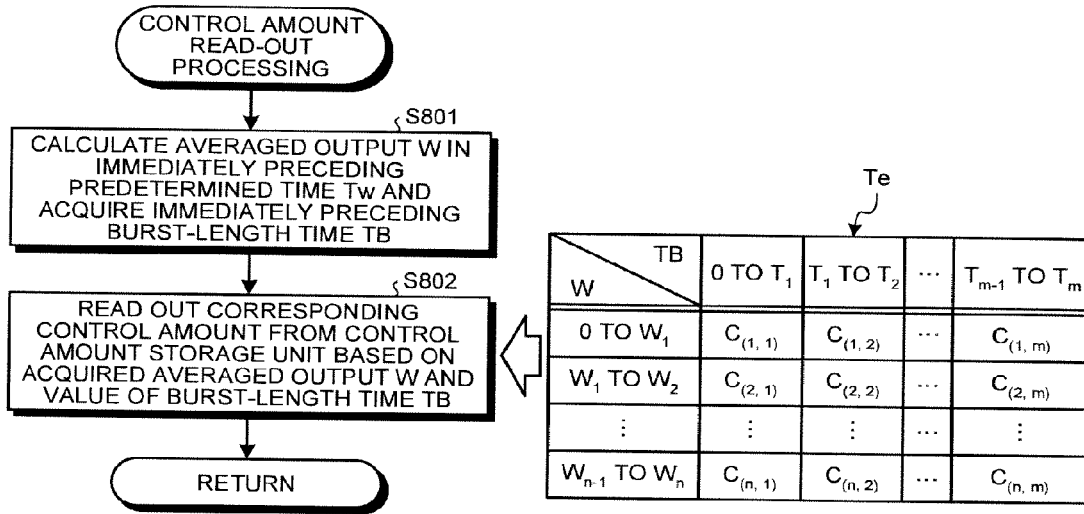 CONTROL AMOUNT
READ-OUT
PROCESSING
S801
CALCULATE AVERAGED OUTPUT W IN
IMMEDIATELY PRECEDING
PREDETERMINED TIME Tw AND
ACQUIRE IMMEDIATELY PRECEDING
BURST-LENGTH TIME TB
S802
READ OUT CORRESPONDING
CONTROL AMOUNT FROM CONTROL
AMOUNT STORAGE UNIT BASED ON
ACQUIRED AVERAGED OUTPUT W AND
VALUE OF BURST-LENGTH TIME TB
RETURN
Te
TB
W
0 TO T₁ T₁ TO T₂ ... Tₘ₋₁ TO Tₘ
0 TO W₁ C₍₁, ₁₎ C₍₁, ₂₎ ... C₍₁, ₘ₎
W₁ TO W₂ C₍₂, ₁₎ C₍₂, ₂₎ ... C₍₂, ₘ₎
⋮ ⋮ ⋮ ... ⋮
Wₙ₋₁ TO Wₙ C₍ₙ, ₁₎ C₍ₙ, ₂₎ ... C₍ₙ, ₘ₎